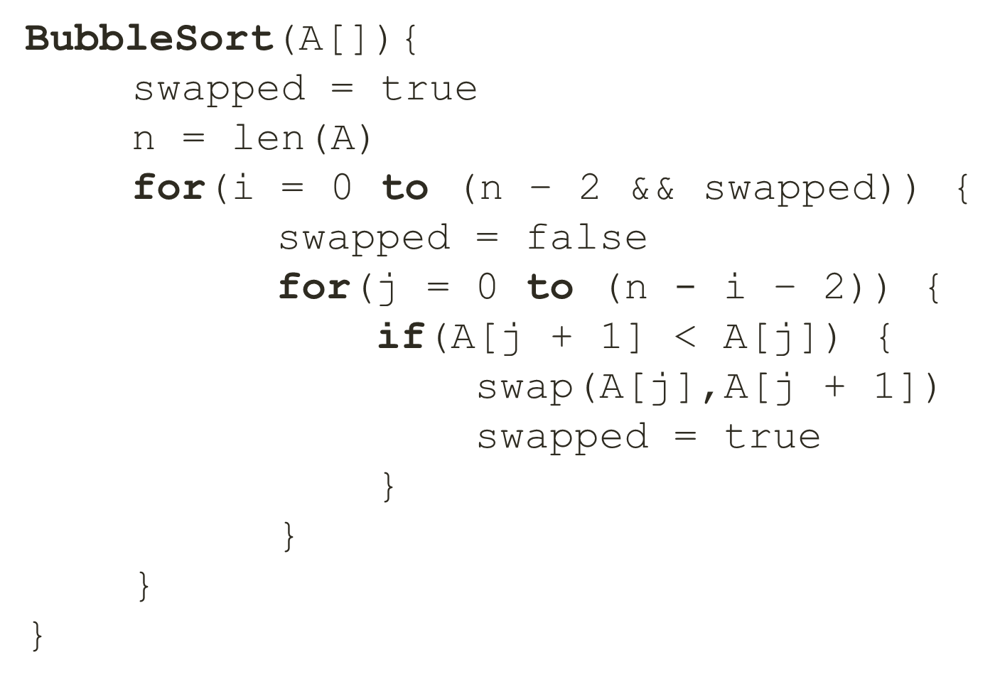 BubbleSort(A[]){
swapped = true
n = len(A)
for(i = 0 to (n – 2 && swapped)) {
swapped = false
for(j = 0 to (n - i – 2)) {
if(A[j + 1] < A[j]) {
swap(A[j],A[j + 1])
swapped = true
}
}
}
}